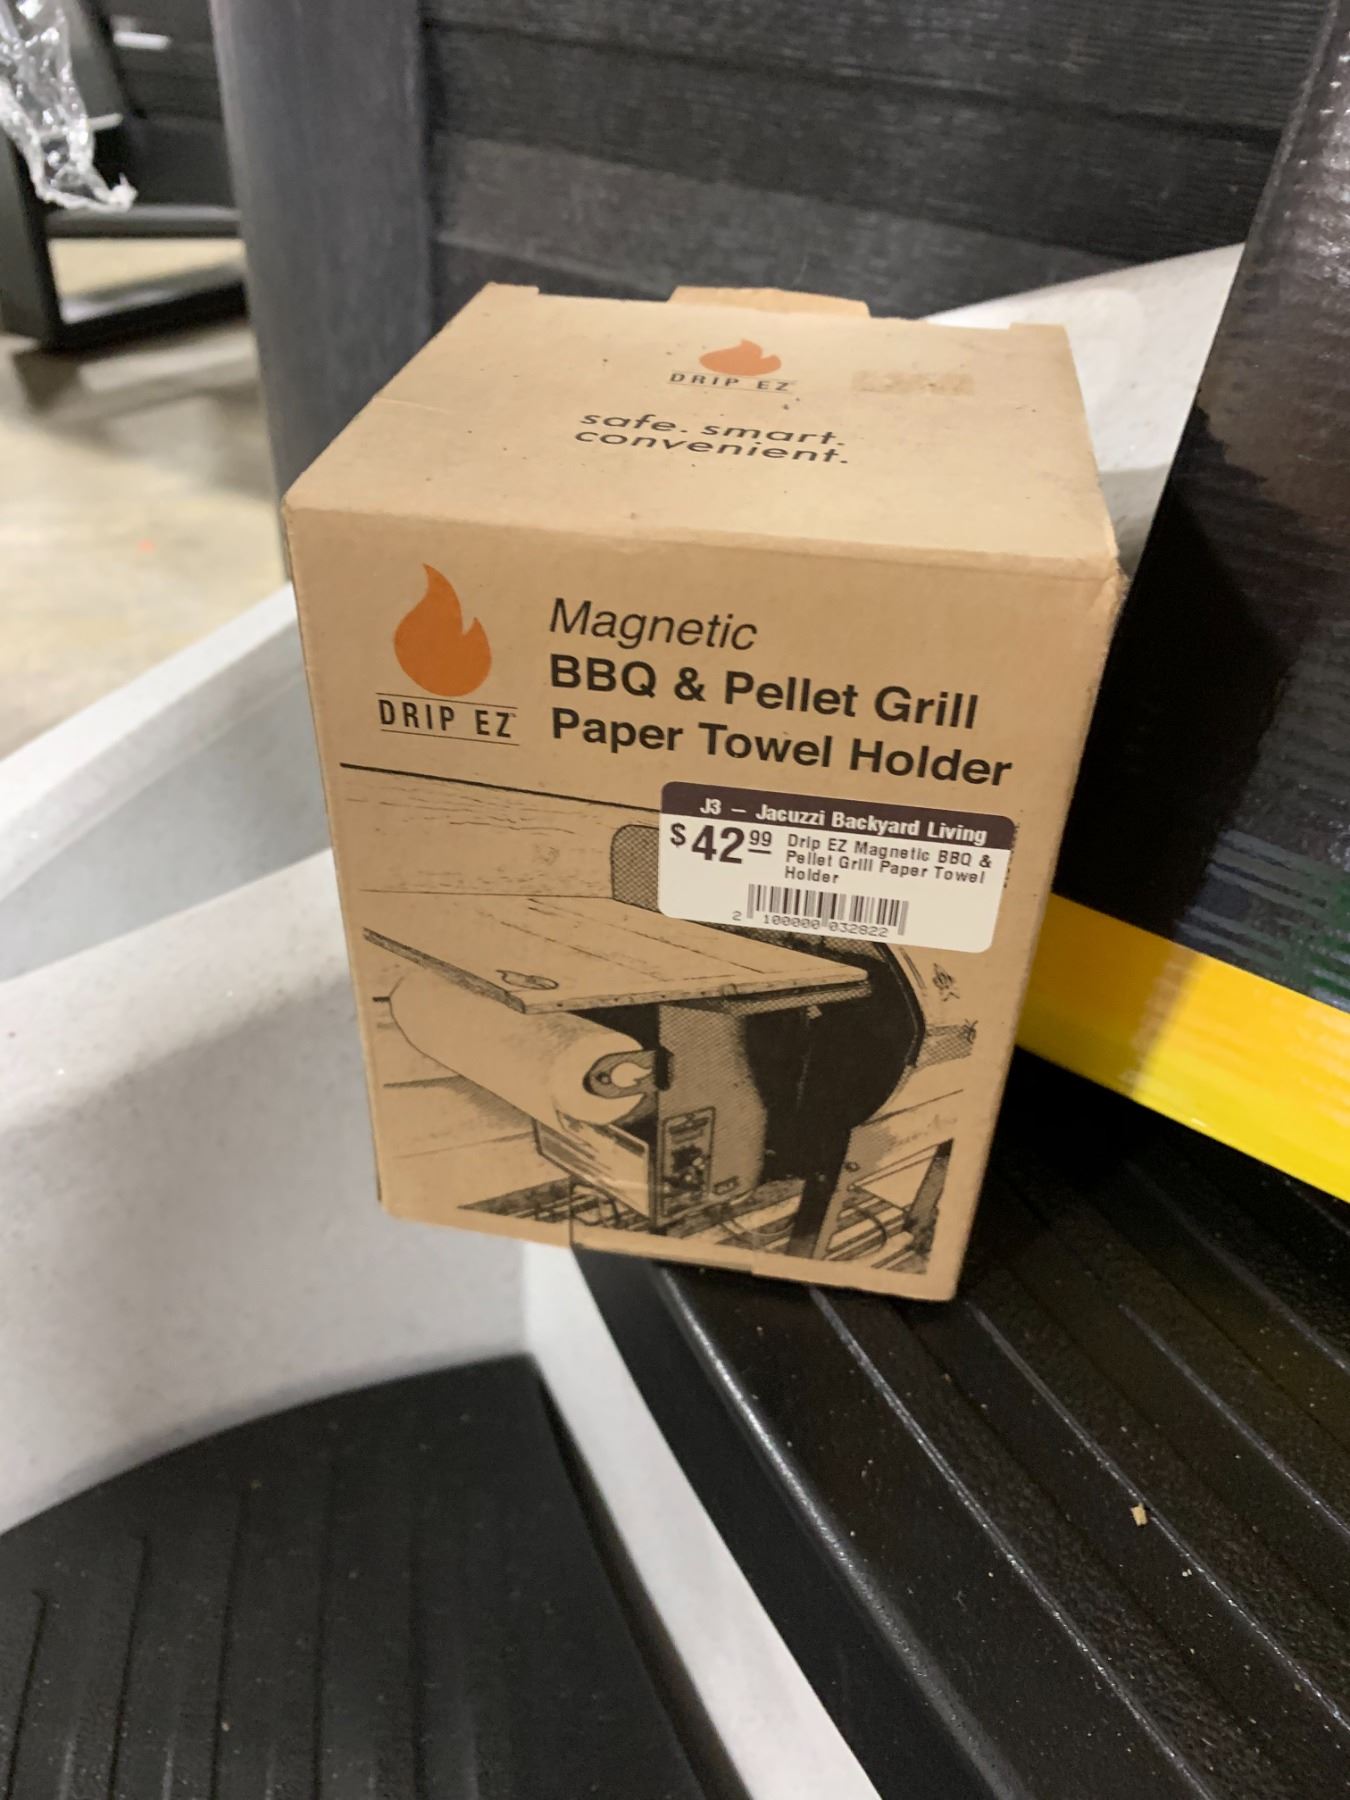 DRIP EZ
safe. smart.
convenient.
DRIP EZ
Magnetic
BBQ & Pellet Grill
Paper Towel Holder
J3 – Jacuzzi Backyard Living
$42.99
Drip EZ Magnetic BBQ &
Pellet Grill Paper Towel
Holder
2 100000 032822